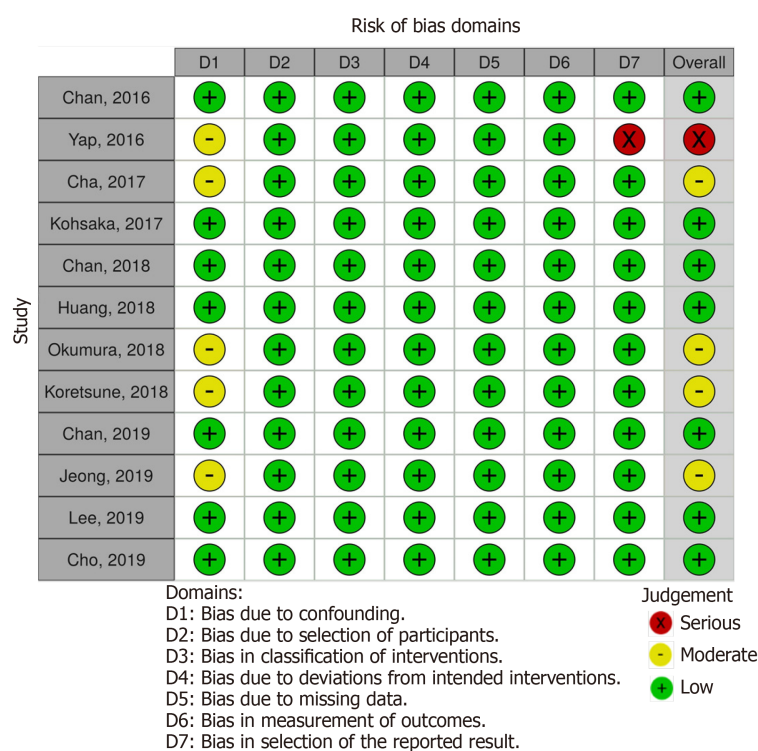 Risk of bias domains
D1 D2 D3 D4 D5 D6 D7 Overall
Study
Chan, 2016 + + + + + + + +
Yap, 2016 - + + + + + X X
Cha, 2017 - + + + + + + -
Kohsaka, 2017 + + + + + + + +
Chan, 2018 + + + + + + + +
Huang, 2018 + + + + + + + +
Okumura, 2018 - + + + + + + -
Koretsune, 2018 - + + + + + + -
Chan, 2019 + + + + + + + +
Jeong, 2019 - + + + + + + -
Lee, 2019 + + + + + + + +
Cho, 2019 + + + + + + + +
Domains:
D1: Bias due to confounding.
D2: Bias due to selection of participants.
D3: Bias in classification of interventions.
D4: Bias due to deviations from intended interventions.
D5: Bias due to missing data.
D6: Bias in measurement of outcomes.
D7: Bias in selection of the reported result.
Judgement
X Serious
- Moderate
+ Low